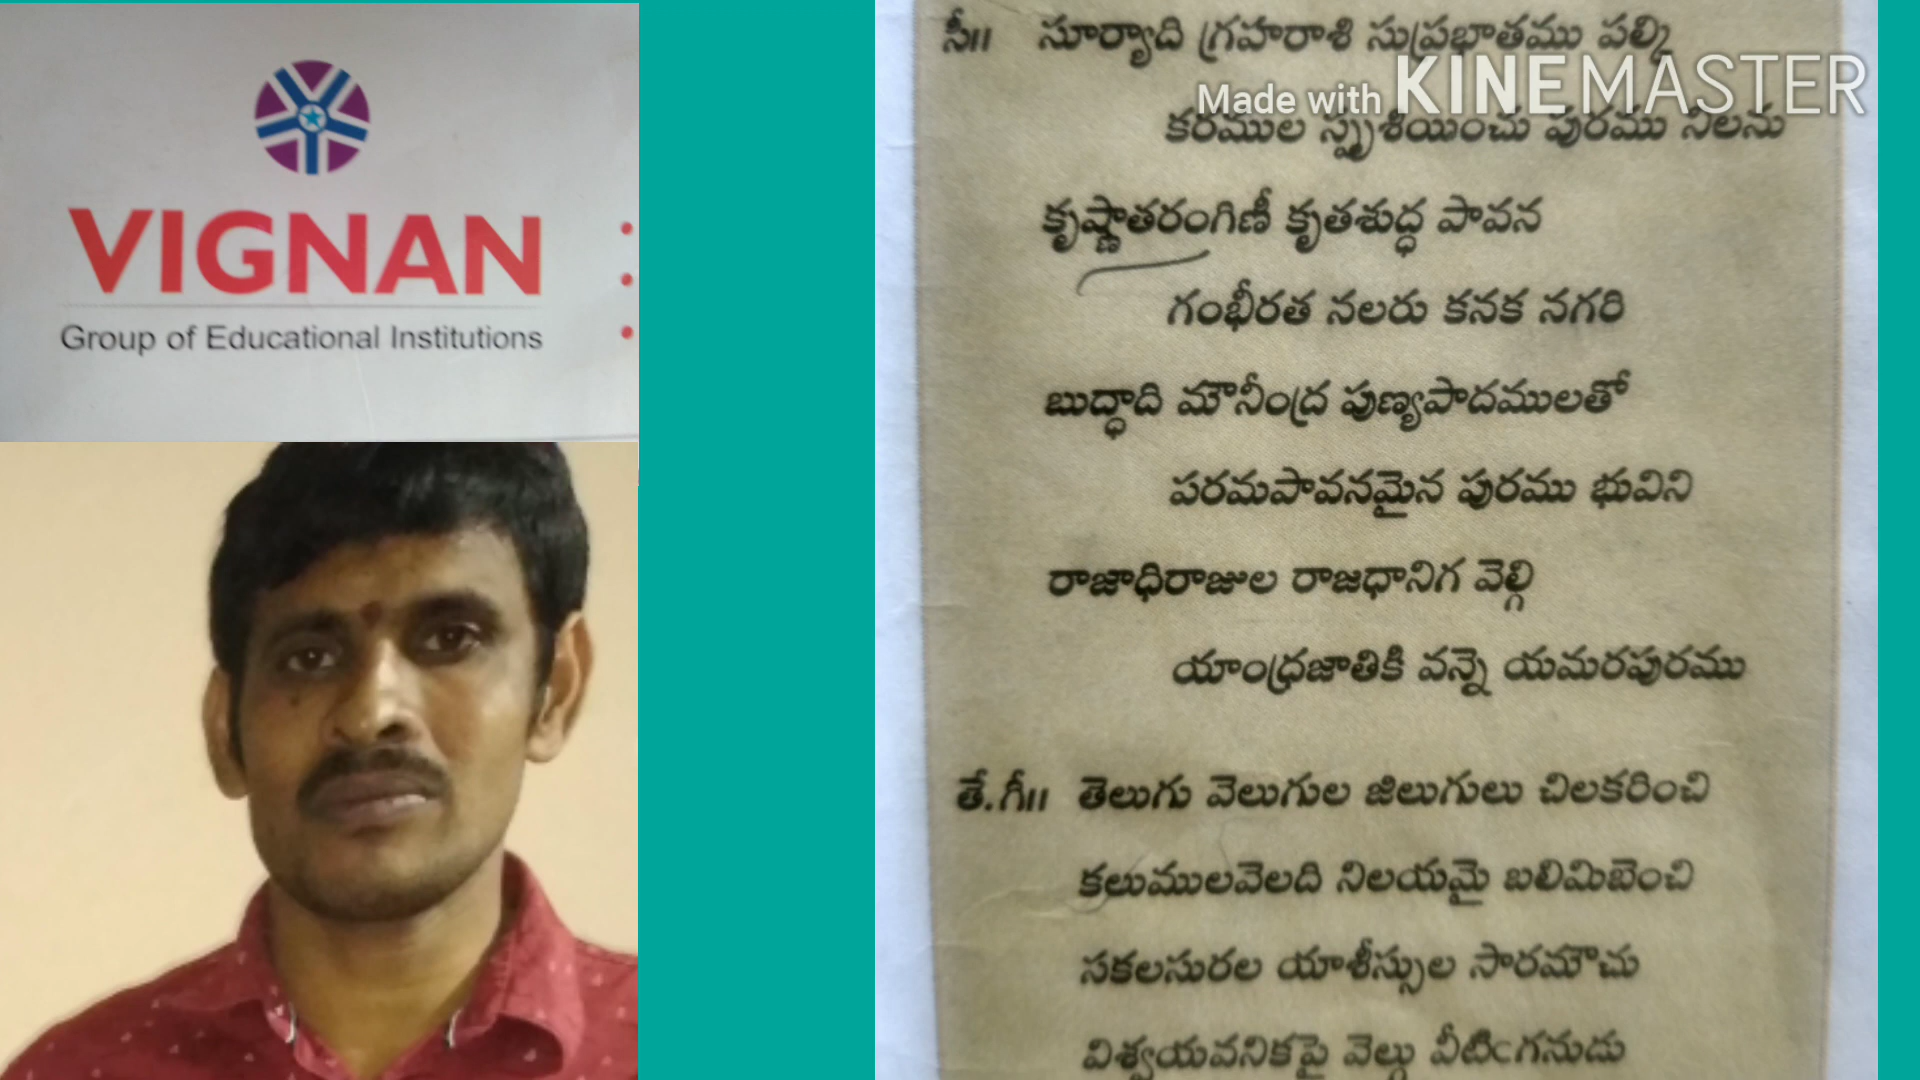 VIGNAN
Group of Educational Institutions
Made with KINEMASTER
సీ॥ సూర్యాది గ్రహరాశి సుప్రభాతము పల్కి
కరముల స్పృశియించు పురము నిలను
కృష్ణాతరంగిణీ కృతశుద్ధ పావన
గంభీరత నలరు కనక నగరి
బుద్ధాది మౌనీంద్ర పుణ్యపాదములతో
పరమపావనమైన పురము భువిని
రాజాధిరాజుల రాజధానిగ వెల్గి
యాంధ్రజాతికి వన్నె యమరపురము
తే.గీ॥ తెలుగు వెలుగుల జిలుగులు చిలకరించి
కలుములవెలది నిలయమై బలిమిబెంచి
సకలసురల యాశీస్సుల సారమౌచు
విశ్వయవనికపై వెల్గు వీటిఁగనుడు